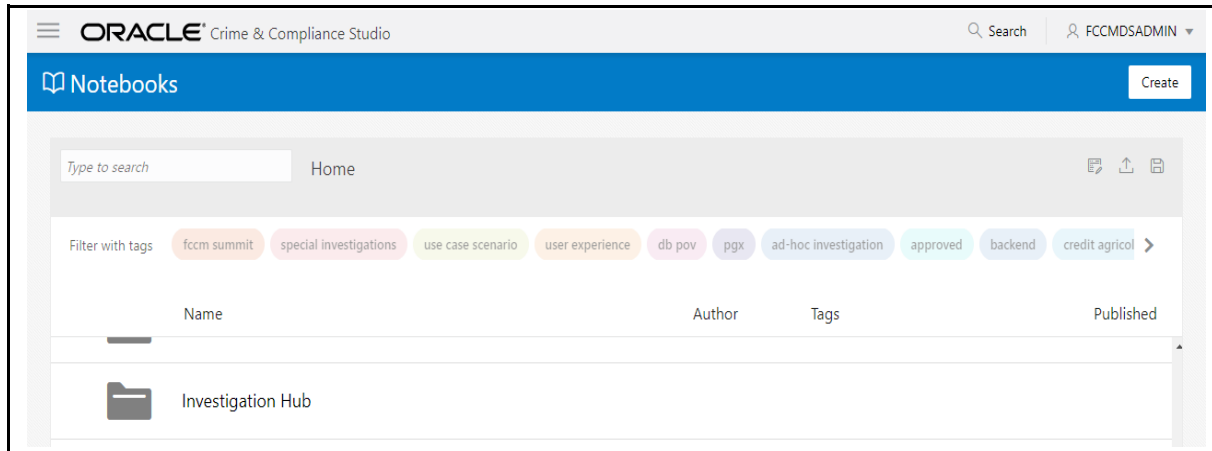 ORACLE® Crime & Compliance Studio Search FCCMDSADMIN
Notebooks Create
Type to search Home
Filter with tags fccm summit special investigations use case scenario user experience db pov pgx ad-hoc investigation approved backend credit agricol
Name Author Tags Published
Investigation Hub